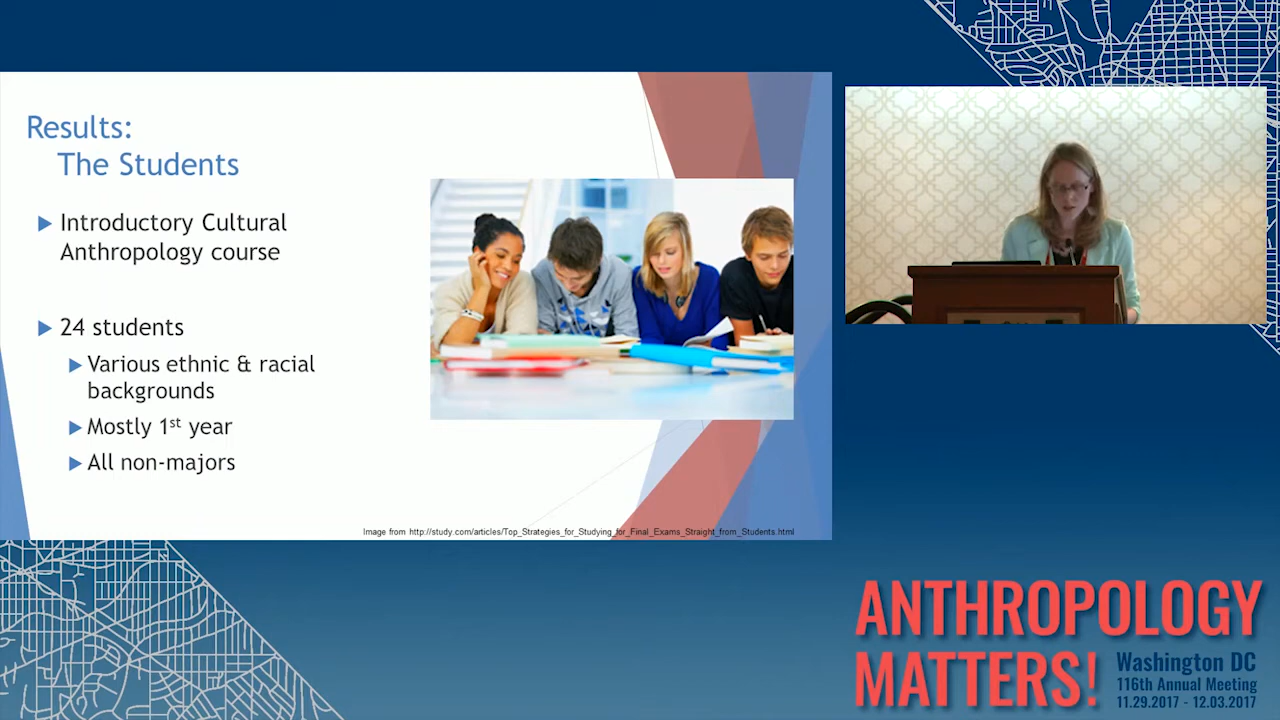 Results:
The Students
Introductory Cultural
Anthropology course
24 students
Various ethnic & racial
backgrounds
Mostly 1st year
All non-majors
Image from http://study.com/articles/Top_Strategies_for_Studying_for_Final_Exams_Straight_from_Students.html
ANTHROPOLOGY
MATTERS!
Washington DC
116th Annual Meeting
11.29.2017 - 12.03.2017